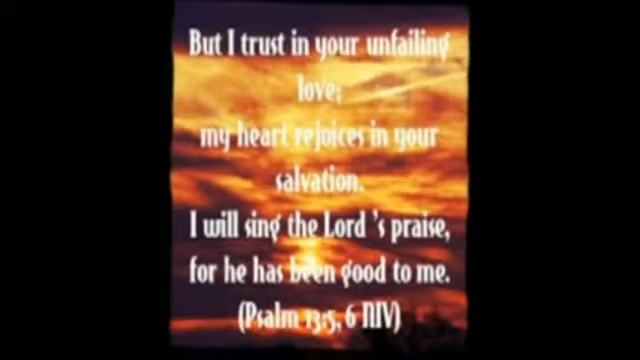 But I trust in your unfailing
love;
my heart rejoices in your
salvation.
I will sing the Lord 's praise,
for he has been good to me.
(Psalm 13:5, 6 NIV)